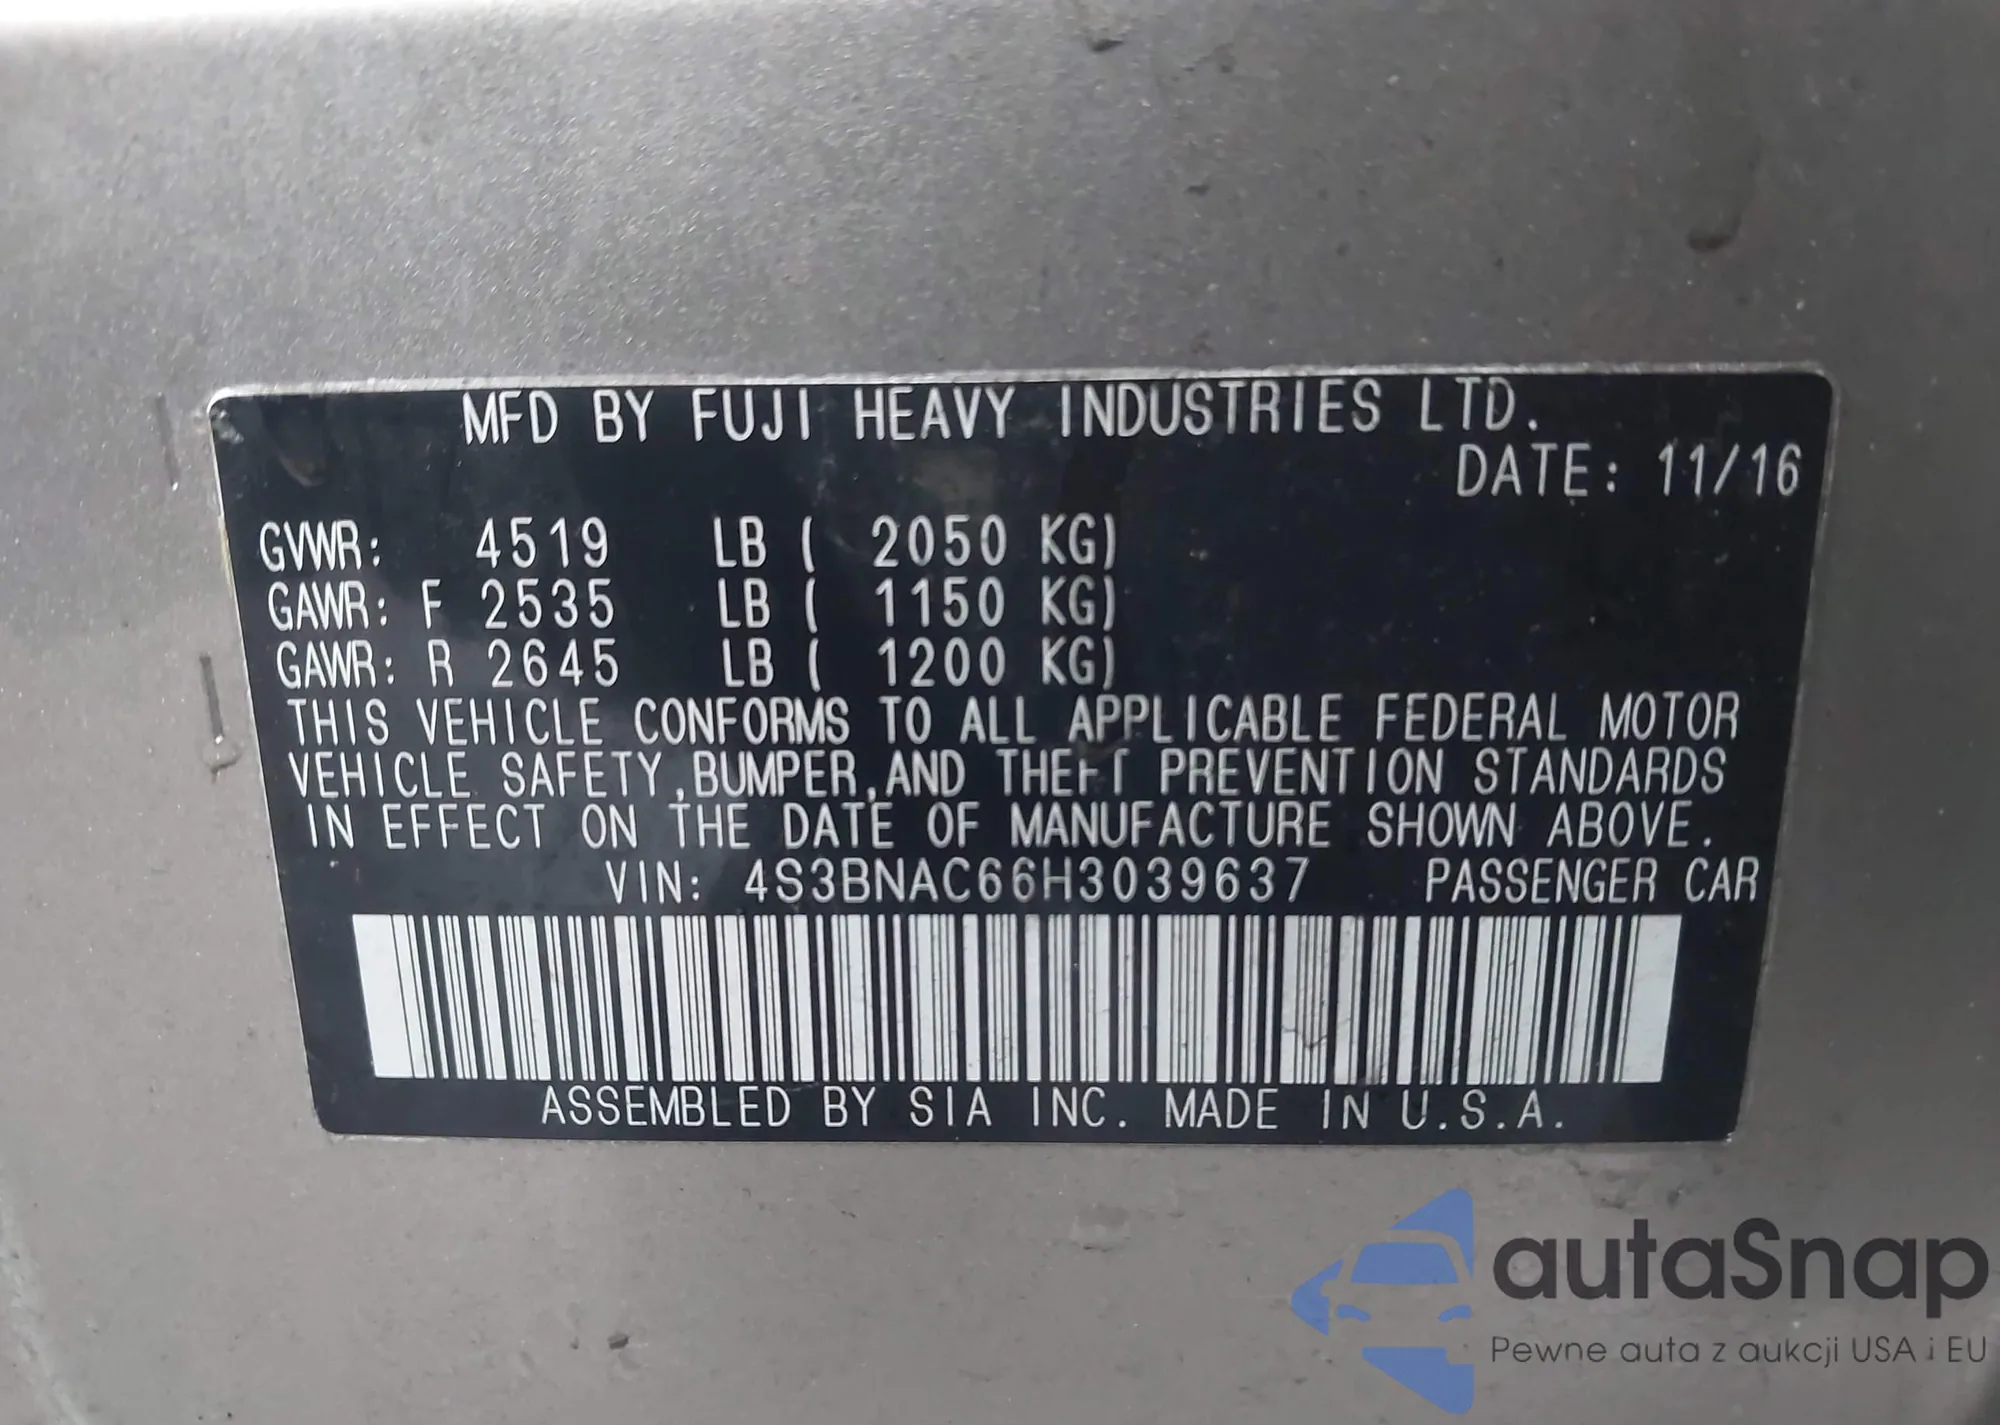 MFD BY FUJI HEAVY INDUSTRIES LTD.
DATE: 11/16
GVWR: 4519 LB ( 2050 KG)
GAWR: F 2535 LB ( 1150 KG)
GAWR: R 2645 LB ( 1200 KG)
THIS VEHICLE CONFORMS TO ALL APPLICABLE FEDERAL MOTOR
VEHICLE SAFETY,BUMPER,AND THEFT PREVENTION STANDARDS
IN EFFECT ON THE DATE OF MANUFACTURE SHOWN ABOVE.
VIN: 4S3BNAC66H3039637 PASSENGER CAR
ASSEMBLED BY SIA INC. MADE IN U.S.A.
autaSnap
Pewne auta z aukcji USA i EU